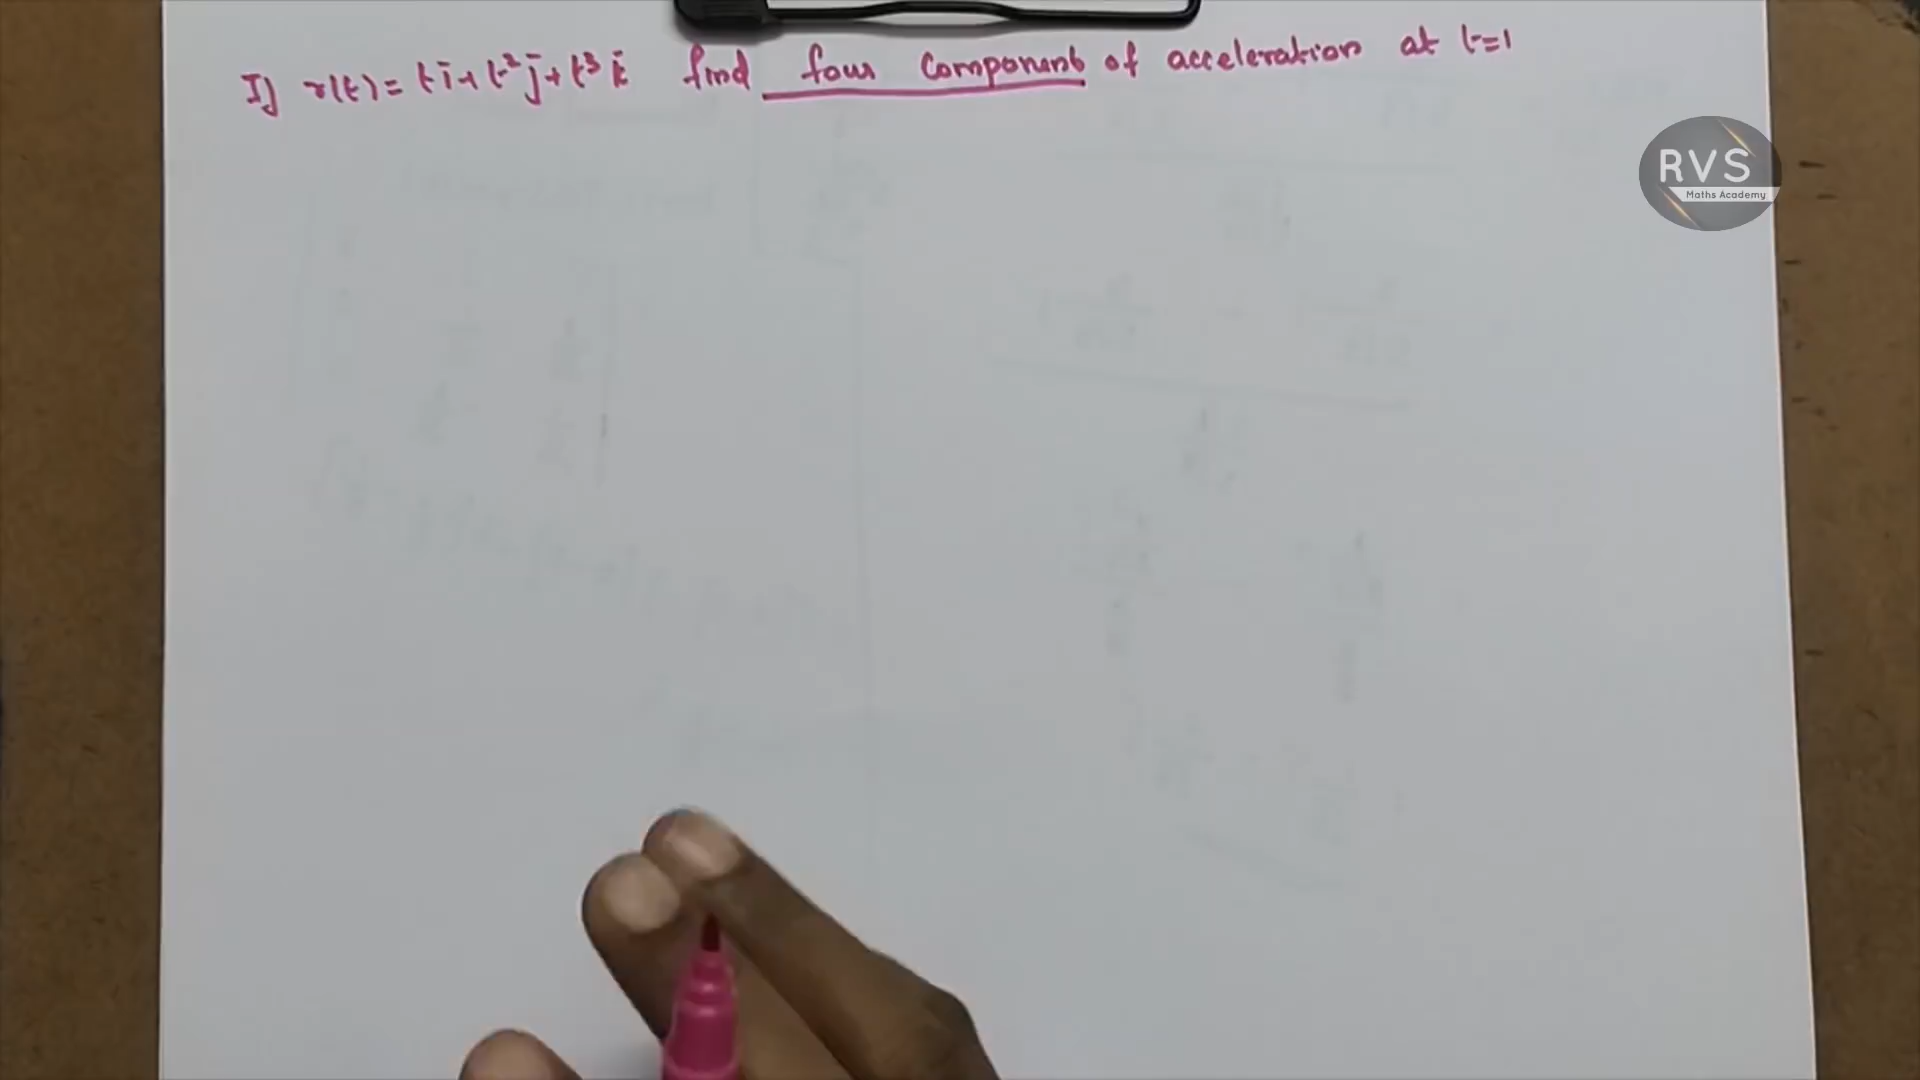 If r(t) = t i̅ + t² j̅ + t³ k̅ find four components of acceleration at t=1
RVS
Maths Academy